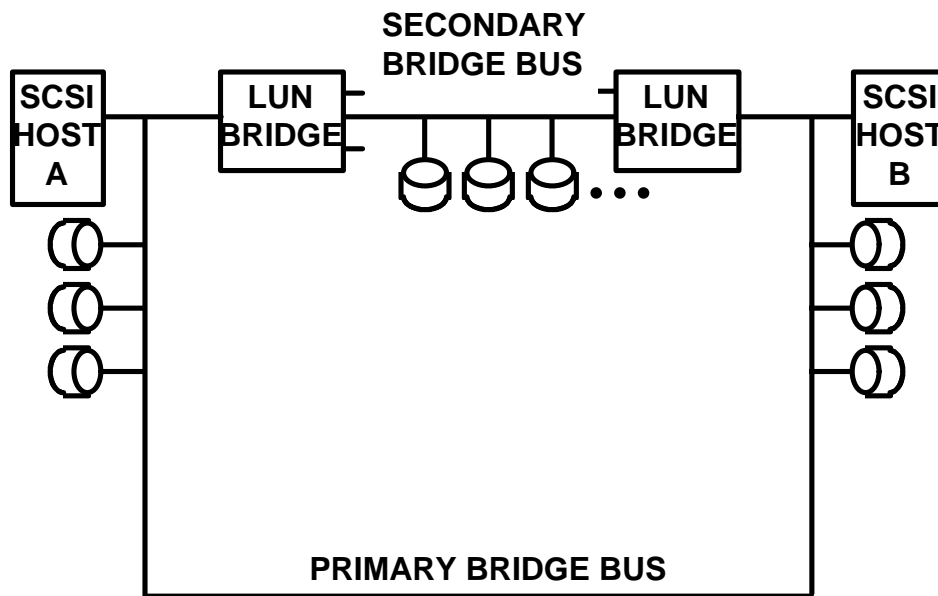 SECONDARY
BRIDGE BUS
SCSI
HOST
A
LUN
BRIDGE
LUN
BRIDGE
SCSI
HOST
B
PRIMARY BRIDGE BUS